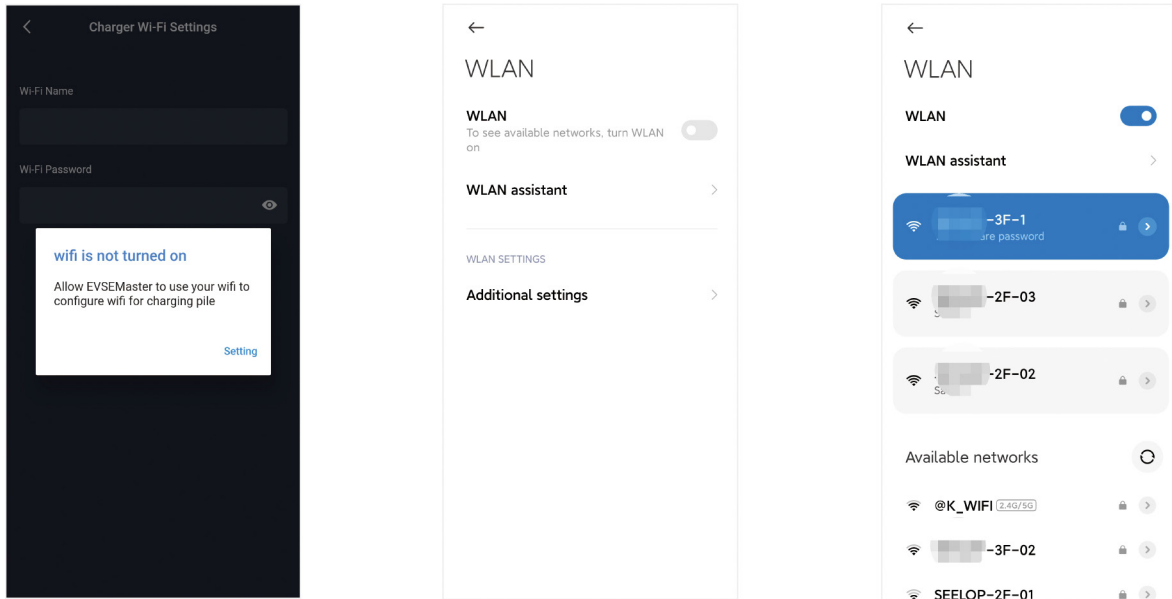 Charger Wi-Fi Settings
Wi-Fi Name
Wi-Fi Password
wifi is not turned on
Allow EVSEMaster to use your wifi to
configure wifi for charging pile
Setting
WLAN
WLAN
To see available networks, turn WLAN
on
WLAN assistant
WLAN SETTINGS
Additional settings
WLAN
WLAN
WLAN assistant
-3F-1
password
-2F-03
-2F-02
Available networks
@K_WIFI 2.4G/5G
-3F-02
SEELOP-2F-01